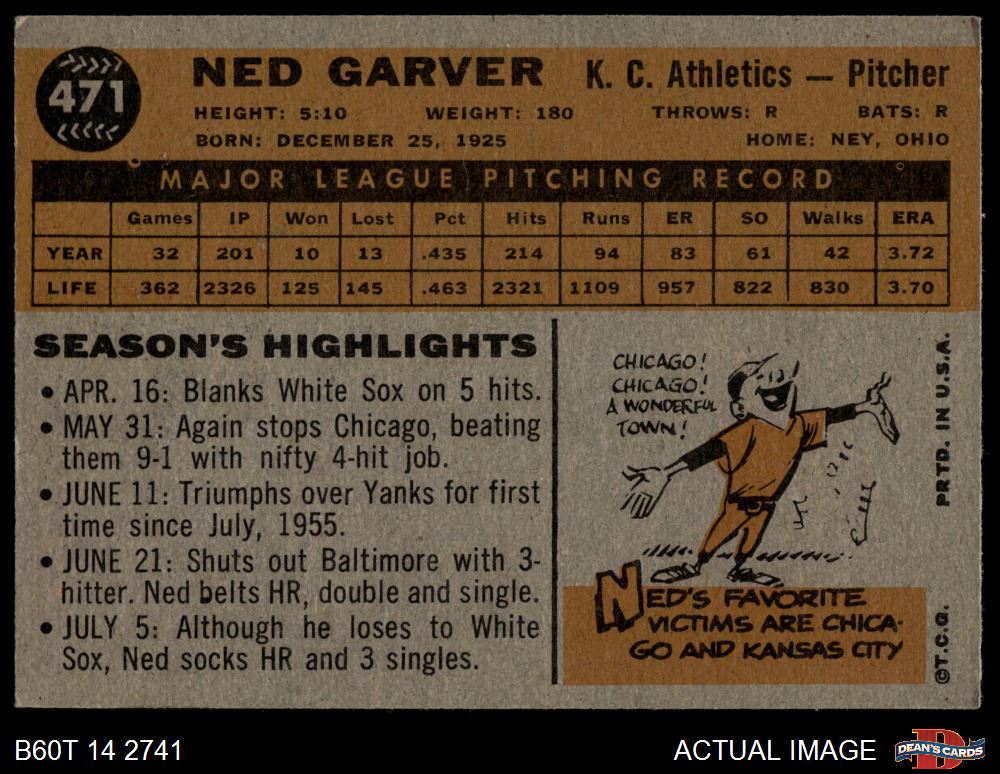 471
NED GARVER K. C. Athletics — Pitcher
HEIGHT: 5:10 WEIGHT: 180 THROWS: R BATS: R
BORN: DECEMBER 25, 1925 HOME: NEY, OHIO
MAJOR LEAGUE PITCHING RECORD
Games IP Won Lost Pct Hits Runs ER SO Walks ERA
YEAR 32 201 10 13 .435 214 94 83 61 42 3.72
LIFE 362 2326 125 145 .463 2321 1109 957 822 830 3.70
SEASON'S HIGHLIGHTS
• APR. 16: Blanks White Sox on 5 hits.
• MAY 31: Again stops Chicago, beating
them 9-1 with nifty 4-hit job.
• JUNE 11: Triumphs over Yanks for first
time since July, 1955.
• JUNE 21: Shuts out Baltimore with 3-
hitter. Ned belts HR, double and single.
• JULY 5: Although he loses to White
Sox, Ned socks HR and 3 singles.
CHICAGO!
CHICAGO!
A WONDERFUL
TOWN!
NED'S FAVORITE
VICTIMS ARE CHICA-
GO AND KANSAS CITY
©T.C.G. PRTD. IN U.S.A.
B60T 14 2741 ACTUAL IMAGE
D
DEAN'S CARDS